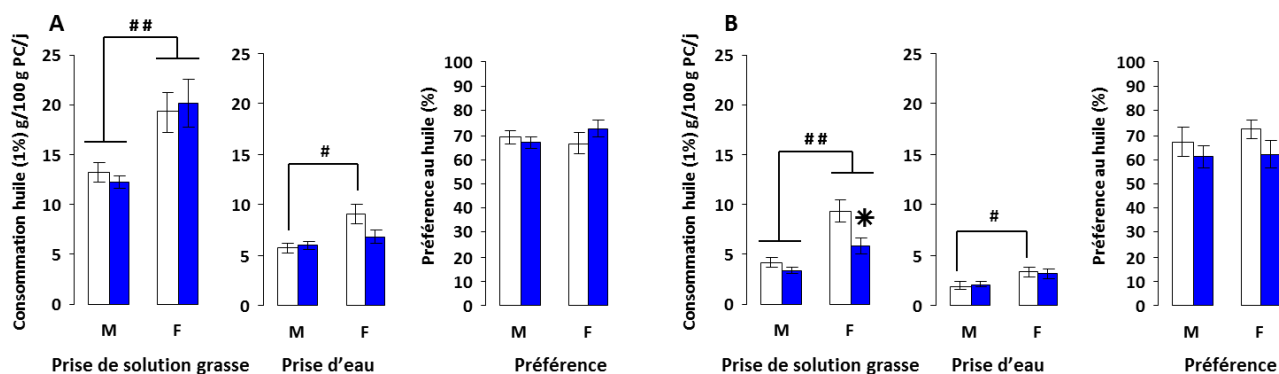 A
Consommation huile (1%) g/100 g PC/j
25
20
15
10
5
0
##
M
F
Prise de solution grasse
25
20
15
10
5
0
#
M
F
Prise d’eau
Préférence au huile (%)
100
90
80
70
60
50
40
30
20
10
0
M
F
Préférence
B
Consommation huile (1%) g/100 g PC/j
25
20
15
10
5
0
##
*
M
F
Prise de solution grasse
25
20
15
10
5
0
#
M
F
Prise d’eau
Préférence au huile (%)
100
90
80
70
60
50
40
30
20
10
0
M
F
Préférence